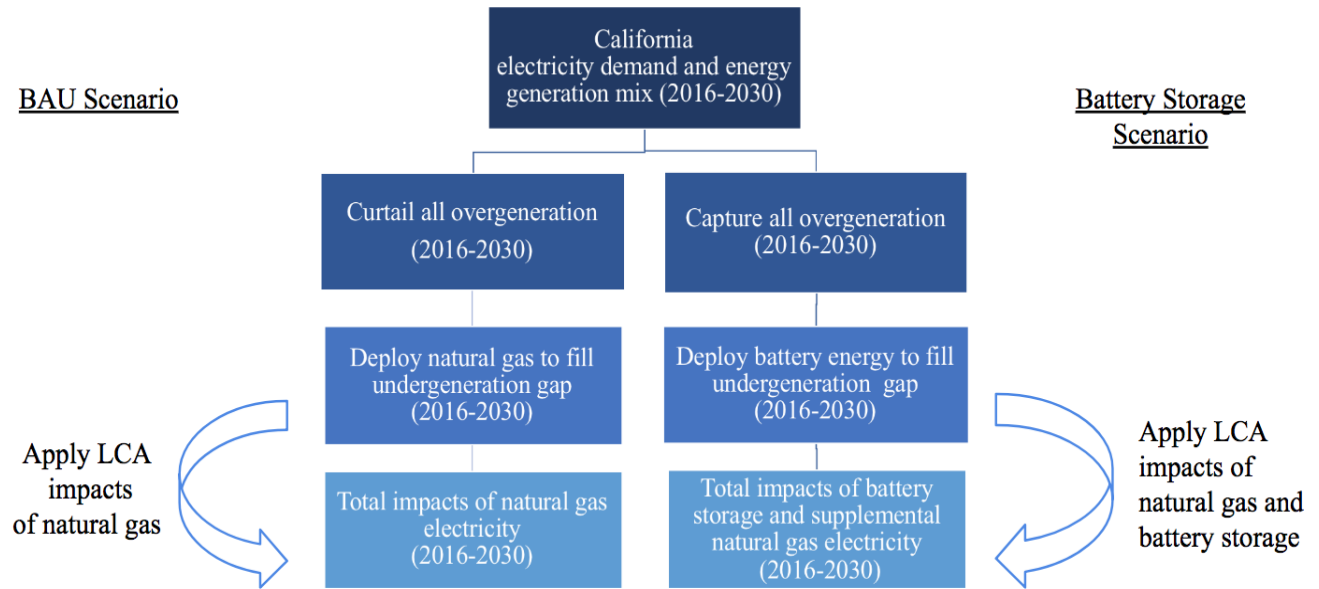 California
electricity demand and energy
generation mix (2016-2030)
BAU Scenario
Battery Storage
Scenario
Curtail all overgeneration
(2016-2030)
Capture all overgeneration
(2016-2030)
Deploy natural gas to fill
undergeneration gap
(2016-2030)
Deploy battery energy to fill
undergeneration gap
(2016-2030)
Apply LCA
impacts
of natural gas
Apply LCA
impacts of
natural gas and
battery storage
Total impacts of natural gas
electricity
(2016-2030)
Total impacts of battery
storage and supplemental
natural gas electricity
(2016-2030)